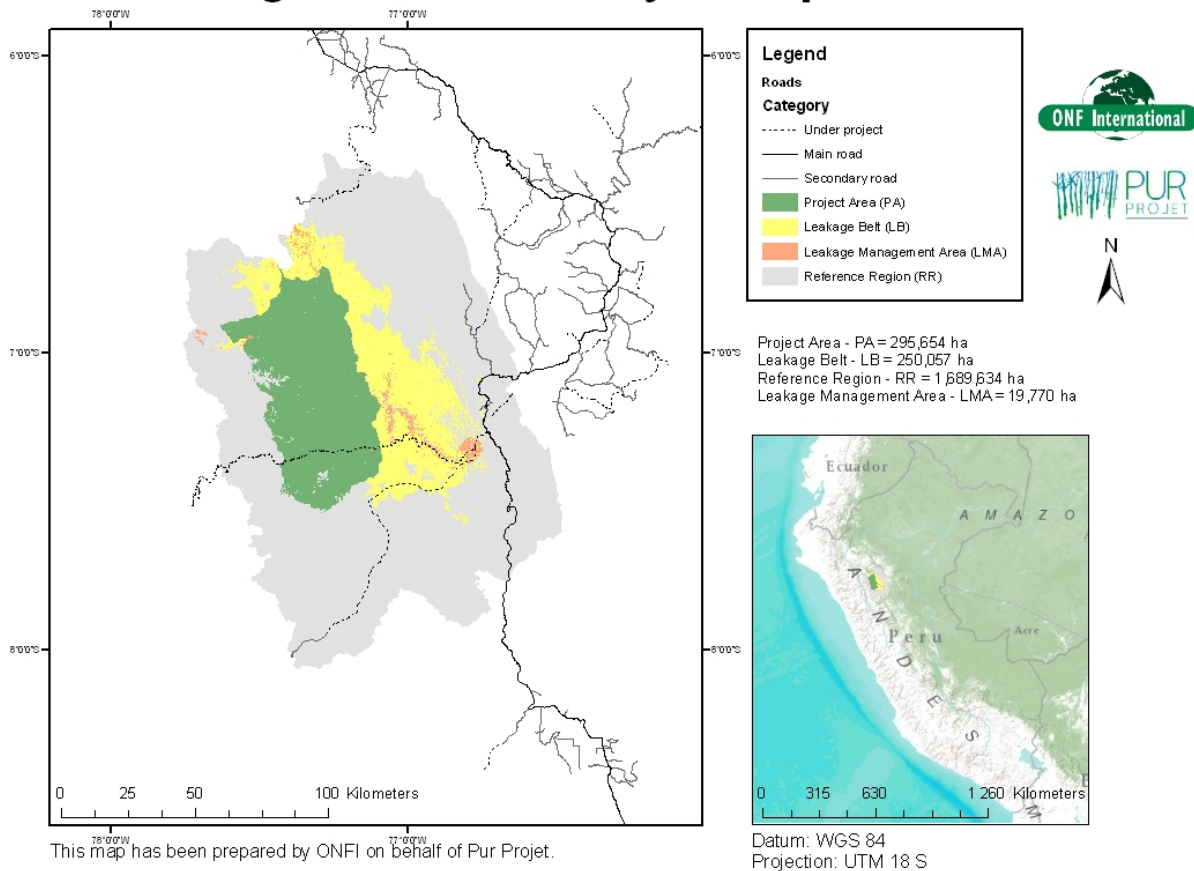 78°0'0"W
77°0'0"W
6°0'0"S
6°0'0"S
7°0'0"S
7°0'0"S
8°0'0"S
8°0'0"S
0 25 50 100 Kilometers
78°0'0"W
77°0'0"W
This map has been prepared by ONFI on behalf of Pur Projet.
Legend
Roads
Category
Under project
Main road
Secondary road
Project Area (PA)
Leakage Belt (LB)
Leakage Management Area (LMA)
Reference Region (RR)
ONF International
PUR
PROJET
N
Project Area - PA = 295,654 ha
Leakage Belt - LB = 250,057 ha
Reference Region - RR = 1,689,634 ha
Leakage Management Area - LMA = 19,770 ha
Ecuador
AMAZO
ANDES
Peru
Acre
0 315 630 1 260 Kilometers
Datum: WGS 84
Projection: UTM 18 S